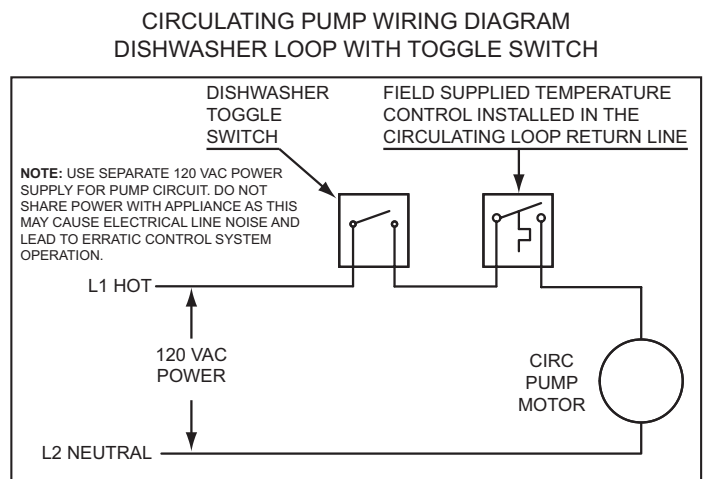 CIRCULATING PUMP WIRING DIAGRAM
DISHWASHER LOOP WITH TOGGLE SWITCH
DISHWASHER
TOGGLE
SWITCH
FIELD SUPPLIED TEMPERATURE
CONTROL INSTALLED IN THE
CIRCULATING LOOP RETURN LINE
NOTE: USE SEPARATE 120 VAC POWER
SUPPLY FOR PUMP CIRCUIT. DO NOT
SHARE POWER WITH APPLIANCE AS THIS
MAY CAUSE ELECTRICAL LINE NOISE AND
LEAD TO ERRATIC CONTROL SYSTEM
OPERATION.
L1 HOT
120 VAC
POWER
CIRC
PUMP
MOTOR
L2 NEUTRAL